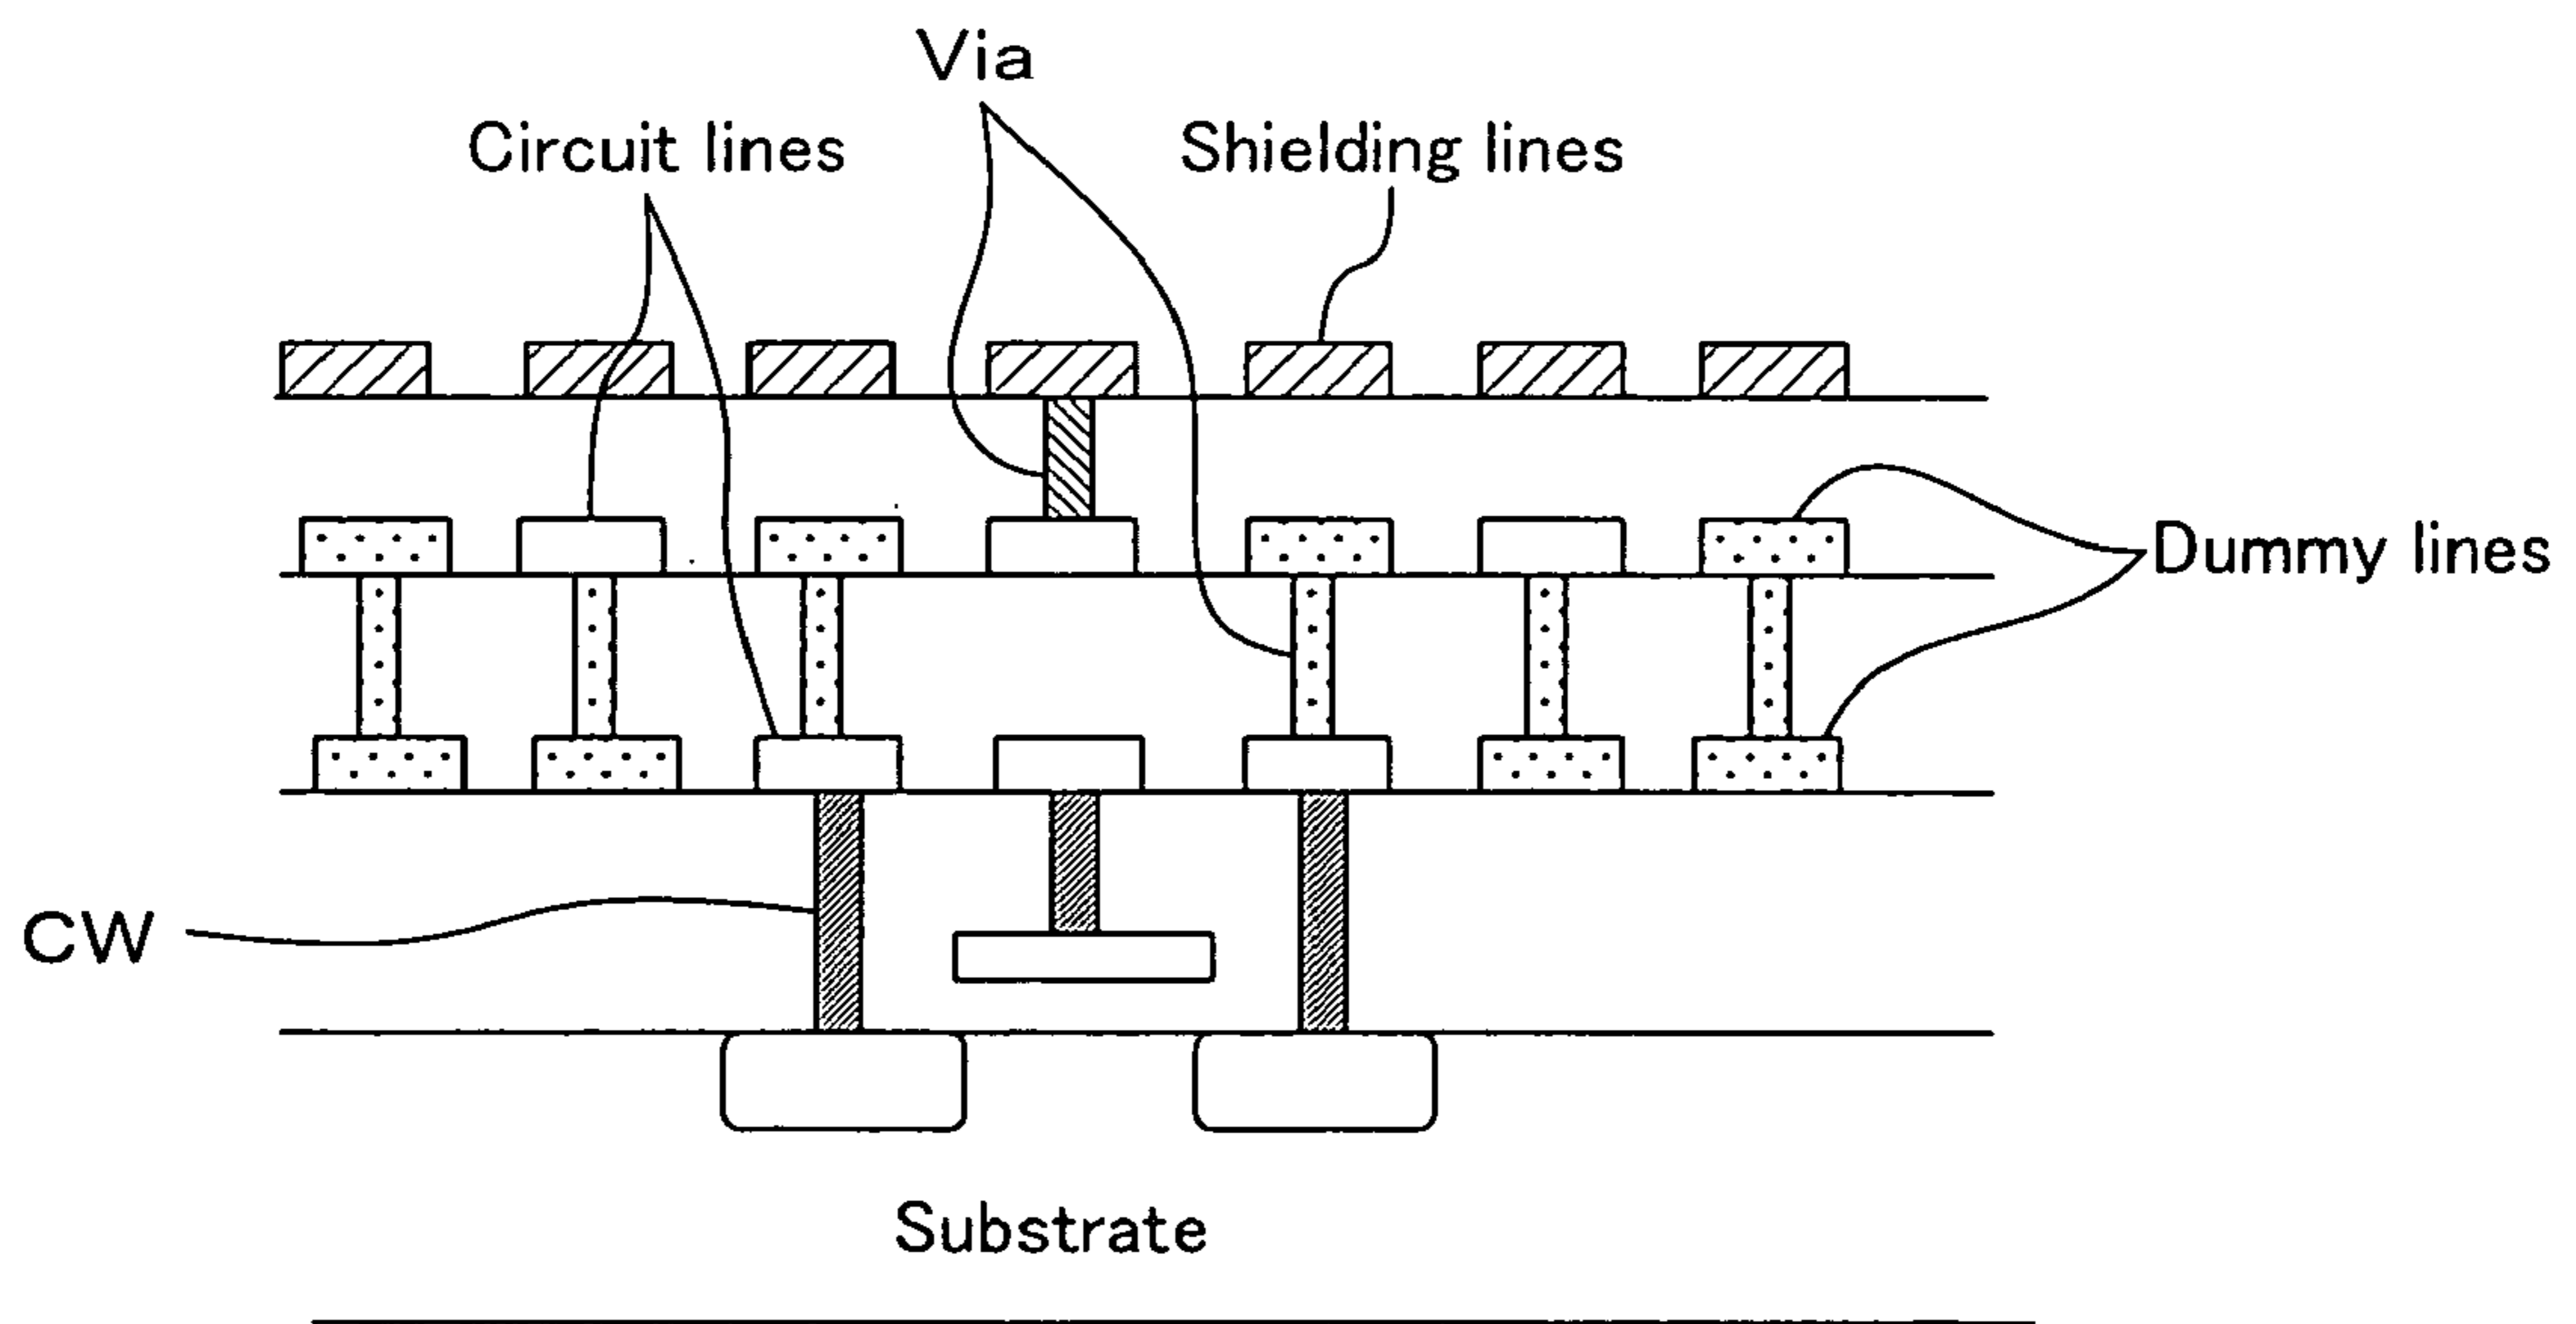 Via
Circuit lines
Shielding lines
Dummy lines
CW
Substrate